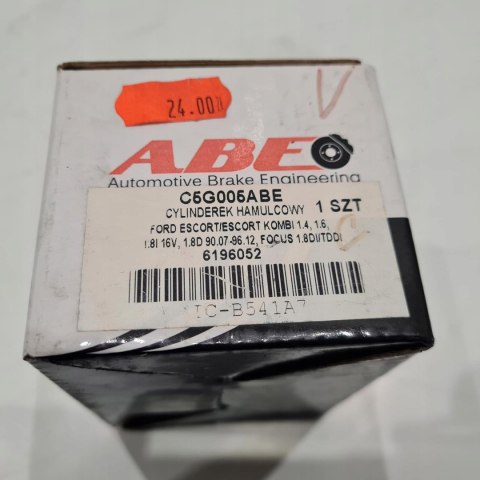 24.00zł
V
ABE
Automotive Brake Engineering
C5G005ABE
CYLINDEREK HAMULCOWY 1 SZT
FORD ESCORT/ESCORT KOMBI 1.4, 1.6,
1.8I 16V, 1.8D 90.07-96.12, FOCUS 1.8DI/TDDI
6196052
IC-B541A7